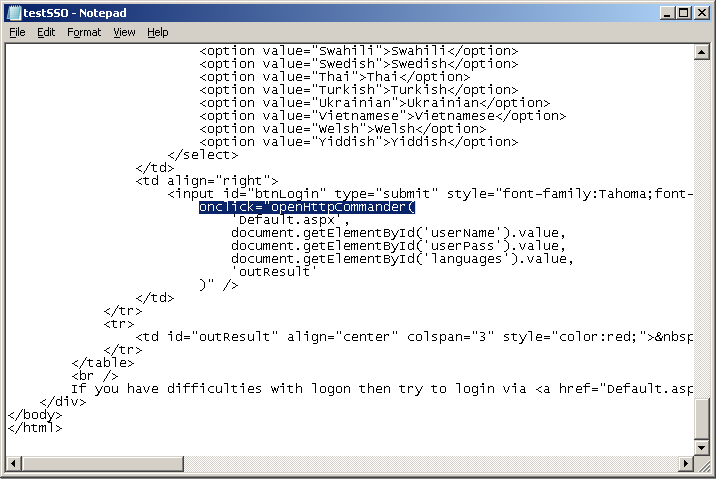 testSSO - Notepad
File Edit Format View Help
<option value="Swahili">Swahili</option>
<option value="Swedish">Swedish</option>
<option value="Thai">Thai</option>
<option value="Turkish">Turkish</option>
<option value="Ukrainian">Ukrainian</option>
<option value="Vietnamese">Vietnamese</option>
<option value="Welsh">Welsh</option>
<option value="Yiddish">Yiddish</option>
</select>
</td>
<td align="right">
<input id="btnLogin" type="submit" style="font-family:Tahoma;font-
onclick="openHttpCommander(
'Default.aspx',
document.getElementById('userName').value,
document.getElementById('userPass').value,
document.getElementById('languages').value,
'outResult'
)" />
</td>
</tr>
<tr>
<td id="outResult" align="center" colspan="3" style="color:red;">&nbsp
</tr>
</table>
<br />
If you have difficulties with logon then try to login via <a href="Default.asp
</div>
</body>
</html>